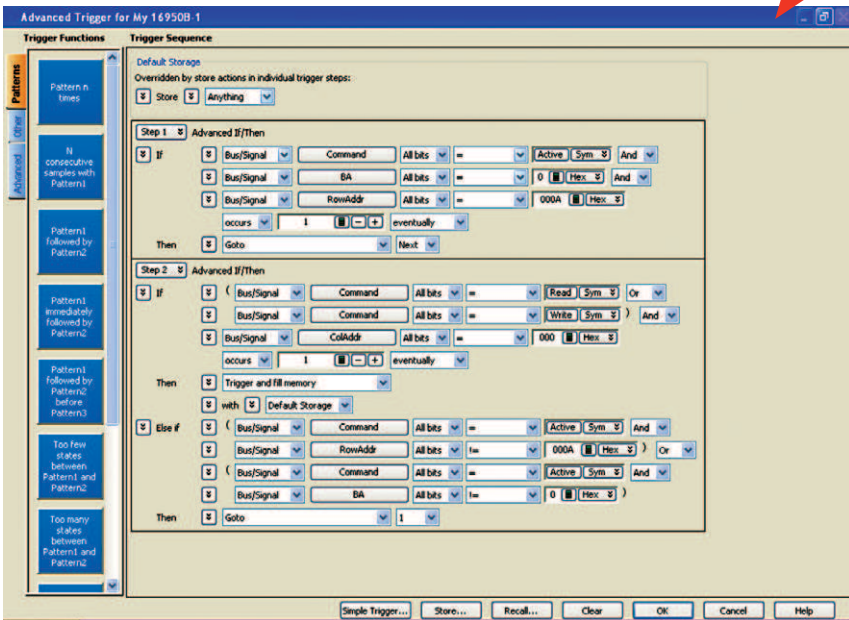 Advanced Trigger for My 16950B-1
Trigger Functions Trigger Sequence
Patterns
Other
Advanced
Pattern n
times
N
consecutive
samples with
Pattern1
Pattern1
followed by
Pattern2
Pattern1
immediately
followed by
Pattern2
Pattern1
followed by
Pattern2
before
Pattern3
Too few
states
between
Pattern1 and
Pattern2
Too many
states
between
Pattern1 and
Pattern2
Default Storage
Overridden by store actions in individual trigger steps:
Store Anything
Step 1 Advanced If/Then
If Bus/Signal Command All bits = Active Sym And
Bus/Signal BA All bits = 0 Hex And
Bus/Signal RowAddr All bits = 000A Hex
occurs 1 - + eventually
Then Goto Next
Step 2 Advanced If/Then
If ( Bus/Signal Command All bits = Read Sym Or
Bus/Signal Command All bits = Write Sym ) And
Bus/Signal ColAddr All bits = 000 Hex
occurs 1 - + eventually
Then Trigger and fill memory
with Default Storage
Else if ( Bus/Signal Command All bits = Active Sym And
Bus/Signal RowAddr All bits != 000A Hex ) Or
( Bus/Signal Command All bits = Active Sym And
Bus/Signal BA All bits != 0 Hex )
Then Goto 1
Simple Trigger... Store... Recall... Clear OK Cancel Help